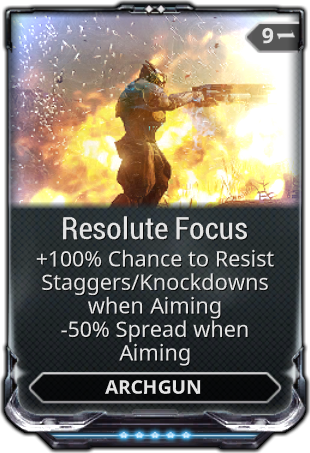 9
Resolute Focus
+100% Chance to Resist
Staggers/Knockdowns
when Aiming
-50% Spread when
Aiming
ARCHGUN